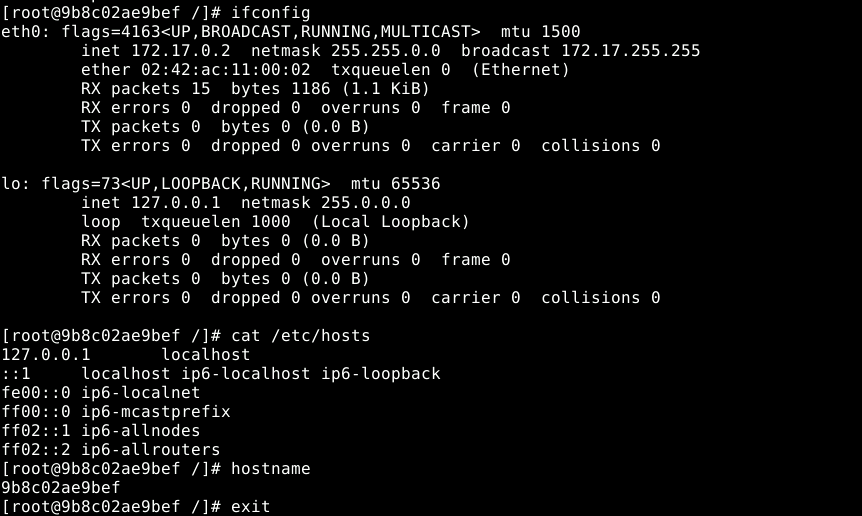 [root@9b8c02ae9bef /]# ifconfig
eth0: flags=4163<UP,BROADCAST,RUNNING,MULTICAST>  mtu 1500
        inet 172.17.0.2  netmask 255.255.0.0  broadcast 172.17.255.255
        ether 02:42:ac:11:00:02  txqueuelen 0  (Ethernet)
        RX packets 15  bytes 1186 (1.1 KiB)
        RX errors 0  dropped 0  overruns 0  frame 0
        TX packets 0  bytes 0 (0.0 B)
        TX errors 0  dropped 0 overruns 0  carrier 0  collisions 0

lo: flags=73<UP,LOOPBACK,RUNNING>  mtu 65536
        inet 127.0.0.1  netmask 255.0.0.0
        loop  txqueuelen 1000  (Local Loopback)
        RX packets 0  bytes 0 (0.0 B)
        RX errors 0  dropped 0  overruns 0  frame 0
        TX packets 0  bytes 0 (0.0 B)
        TX errors 0  dropped 0 overruns 0  carrier 0  collisions 0

[root@9b8c02ae9bef /]# cat /etc/hosts
127.0.0.1       localhost
::1     localhost ip6-localhost ip6-loopback
fe00::0 ip6-localnet
ff00::0 ip6-mcastprefix
ff02::1 ip6-allnodes
ff02::2 ip6-allrouters
[root@9b8c02ae9bef /]# hostname
9b8c02ae9bef
[root@9b8c02ae9bef /]# exit